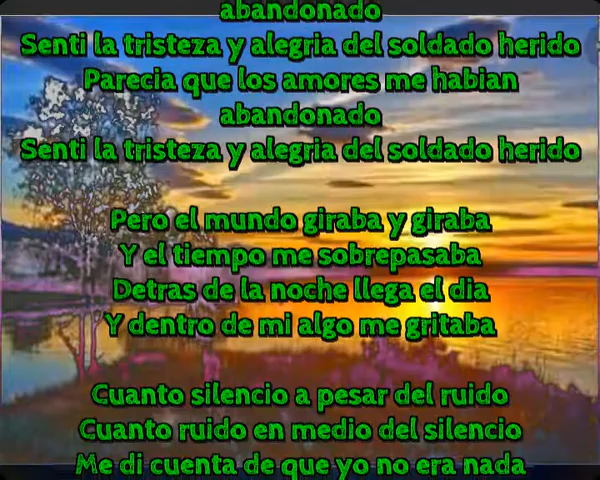 abandonado
Senti la tristeza y alegria del soldado herido
Parecia que los amores me habian
abandonado
Senti la tristeza y alegria del soldado herido
Pero el mundo giraba y giraba
Y el tiempo me sobrepasaba
Detras de la noche llega el dia
Y dentro de mi algo me gritaba
Cuanto silencio a pesar del ruido
Cuanto ruido en medio del silencio
Me di cuenta de que yo no era nada